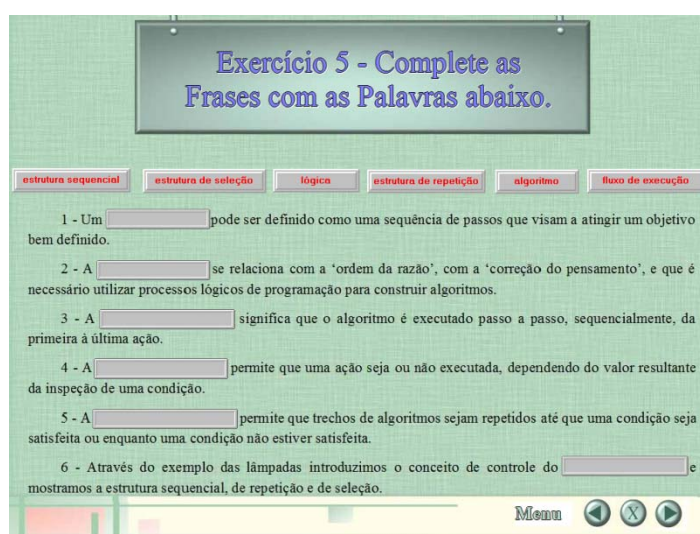 Exercício 5 - Complete as
Frases com as Palavras abaixo.
estrutura sequencial estrutura de seleção lógica estrutura de repetição algoritmo fluxo de execução
1 - Um pode ser definido como uma sequência de passos que visam a atingir um objetivo
bem definido.
2 - A se relaciona com a ‘ordem da razão’, com a ‘correção do pensamento’, e que é
necessário utilizar processos lógicos de programação para construir algoritmos.
3 - A significa que o algoritmo é executado passo a passo, sequencialmente, da
primeira à última ação.
4 - A permite que uma ação seja ou não executada, dependendo do valor resultante
da inspeção de uma condição.
5 - A permite que trechos de algoritmos sejam repetidos até que uma condição seja
satisfeita ou enquanto uma condição não estiver satisfeita.
6 - Através do exemplo das lâmpadas introduzimos o conceito de controle do e
mostramos a estrutura sequencial, de repetição e de seleção.
Menu X